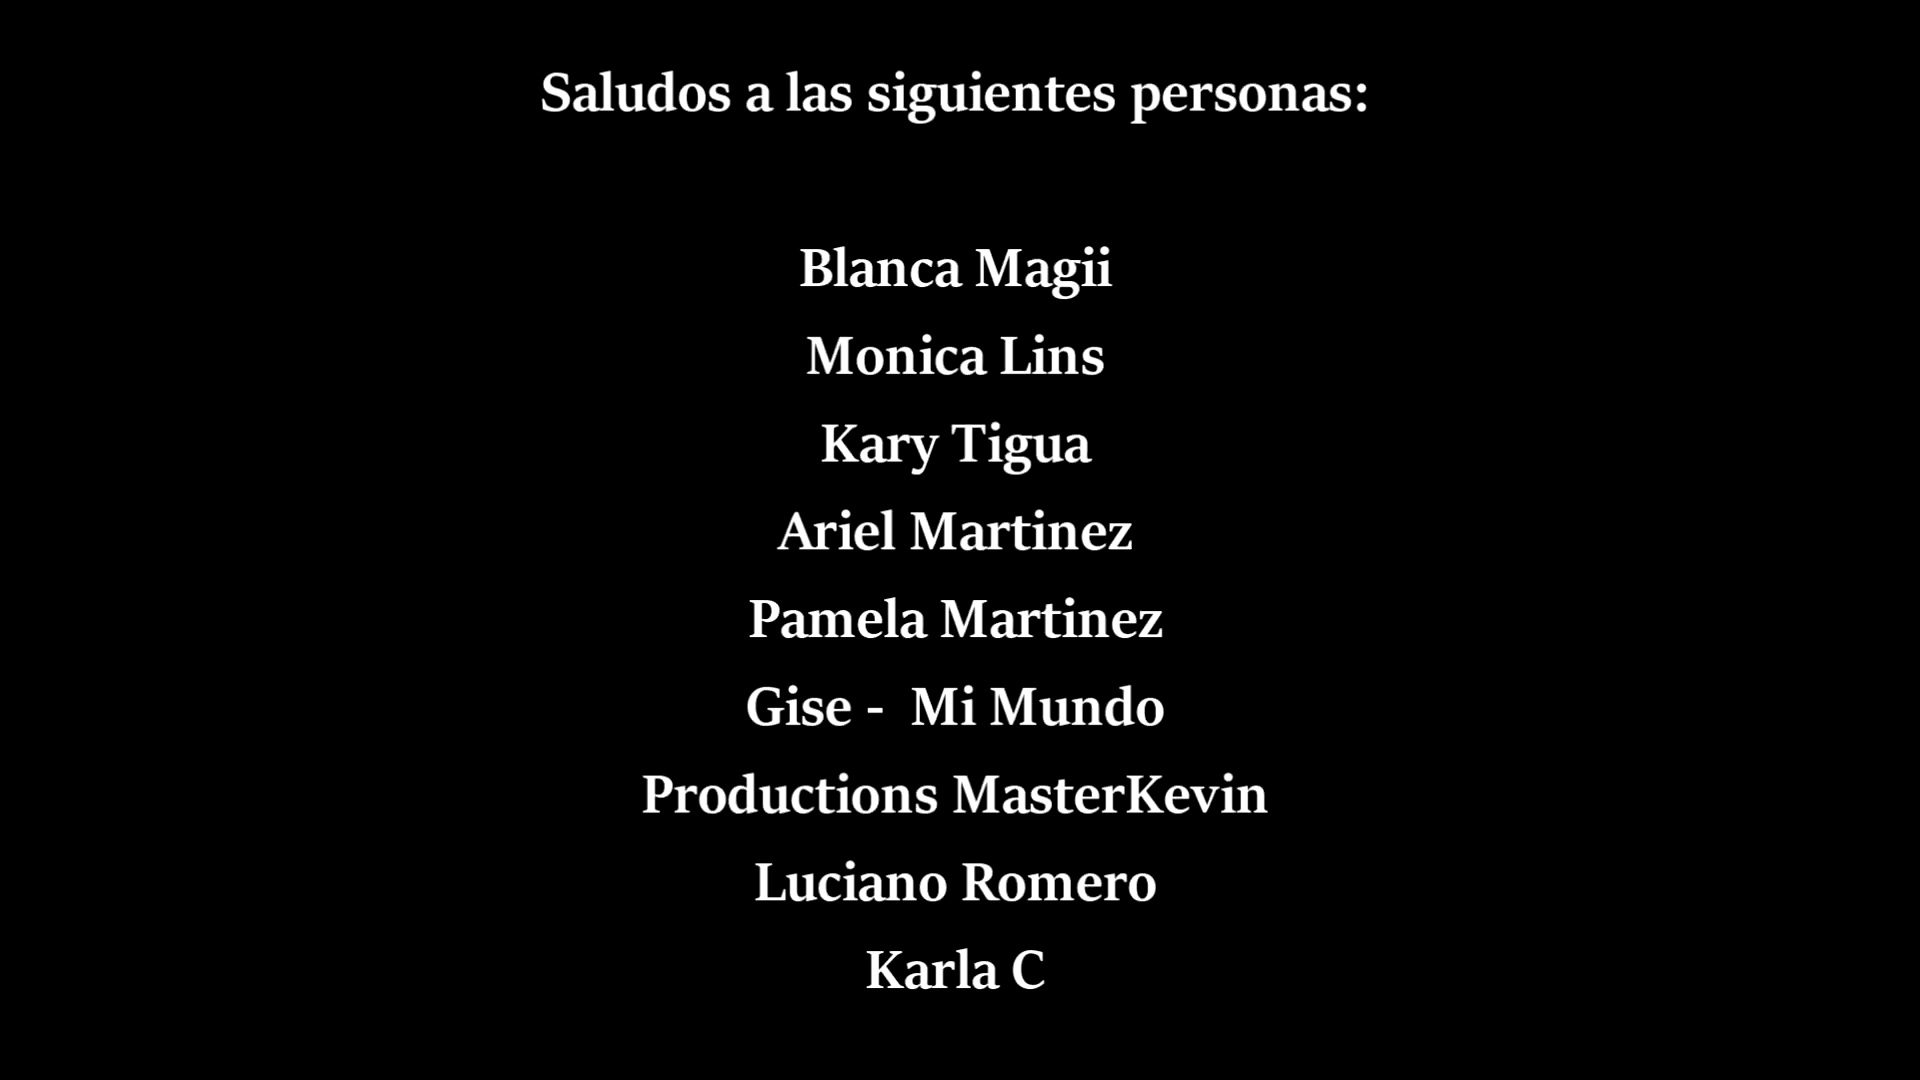 Saludos a las siguientes personas:
Blanca Magii
Monica Lins
Kary Tigua
Ariel Martinez
Pamela Martinez
Gise -  Mi Mundo
Productions MasterKevin
Luciano Romero
Karla C